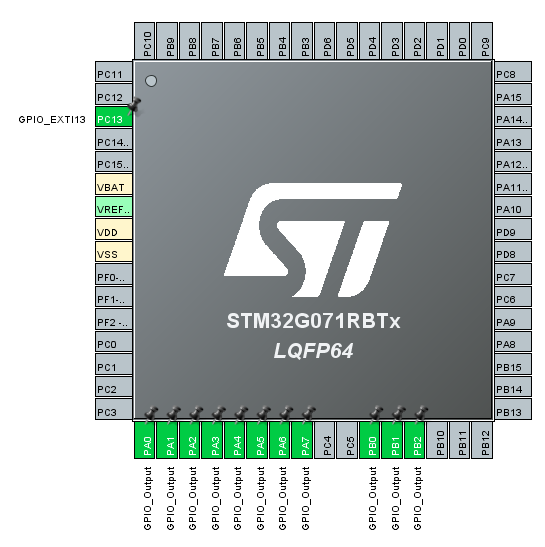 PC10 PB9 PB8 PB7 PB6 PB5 PB4 PB3 PD6 PD5 PD4 PD3 PD2 PD1 PD0 PC9
PC11
PC12
GPIO_EXTI13 PC13
PC14..
PC15..
VBAT
VREF..
VDD
VSS
PF0-..
PF1-..
PF2 -..
PC0
PC1
PC2
PC3
ST
STM32G071RBTx
LQFP64
PC8
PA15
PA14..
PA13
PA12..
PA11..
PA10
PD9
PD8
PC7
PC6
PA9
PA8
PB15
PB14
PB13
PA0 PA1 PA2 PA3 PA4 PA5 PA6 PA7 PC4 PC5 PB0 PB1 PB2 PB10 PB11 PB12
GPIO_Output GPIO_Output GPIO_Output GPIO_Output GPIO_Output GPIO_Output GPIO_Output GPIO_Output GPIO_Output GPIO_Output GPIO_Output